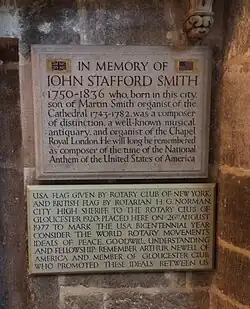 IN MEMORY OF
JOHN STAFFORD SMITH
1750-1836 who, born in this city,
son of Martin Smith organist of the
Cathedral 1743-1782, was a composer
of distinction, a well-known musical
antiquary, and organist of the Chapel
Royal London. He will long be remembered
as composer of the tune of the National
Anthem of the United States of America
USA FLAG GIVEN BY ROTARY CLUB OF NEW YORK
AND BRITISH FLAG BY ROTARIAN H G NORMAN
CITY HIGH SHERIFF TO THE ROTARY CLUB OF
GLOUCESTER 1920. PLACED HERE ON 26TH AUGUST
1977 TO MARK THE USA BICENTENNIAL YEAR
CONSIDER THE WORLD ROTARY MOVEMENTS
IDEALS OF PEACE, GOODWILL, UNDERSTANDING
AND FELLOWSHIP. REMEMBER ARTHUR NEWELL OF
AMERICA AND MEMBER OF GLOUCESTER CLUB
WHO PROMOTED THESE IDEALS BETWEEN US